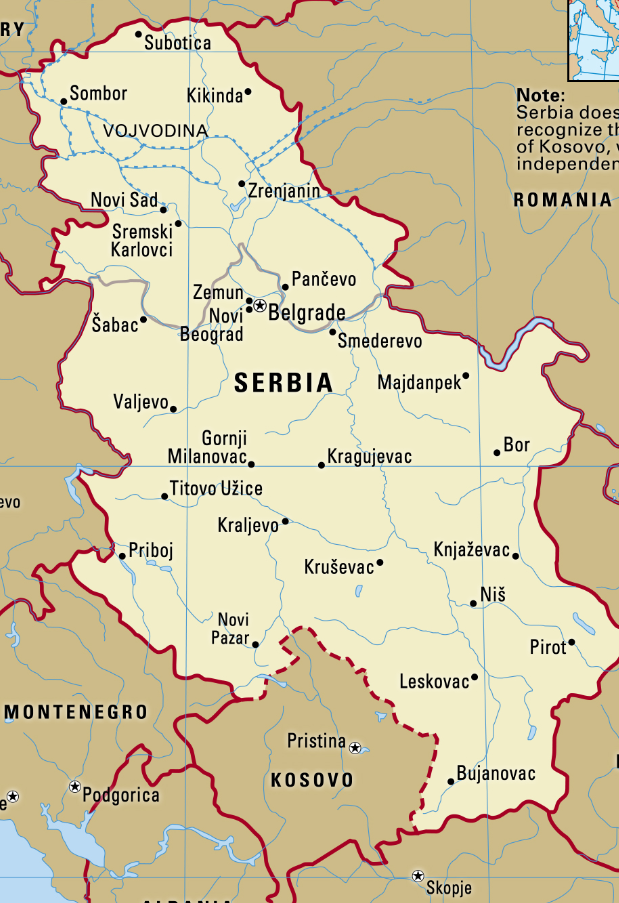 RY
Subotica
Sombor
Kikinda
VOJVODINA
Note:
Serbia does
recognize th
of Kosovo,
independen
ROMANIA
Novi Sad
Zrenjanin
Sremski
Karlovci
Pančevo
Zemun
Novi
Beograd
Belgrade
Šabac
Smederevo
SERBIA
Majdanpek
Valjevo
Gornji
Milanovac
Kragujevac
Bor
Titovo Užice
evo
Kraljevo
Priboj
Kruševac
Knjaževac
Niš
Novi
Pazar
Pirot
Leskovac
MONTENEGRO
Pristina
KOSOVO
Bujanovac
e
Podgorica
Skopje
ALBANIA